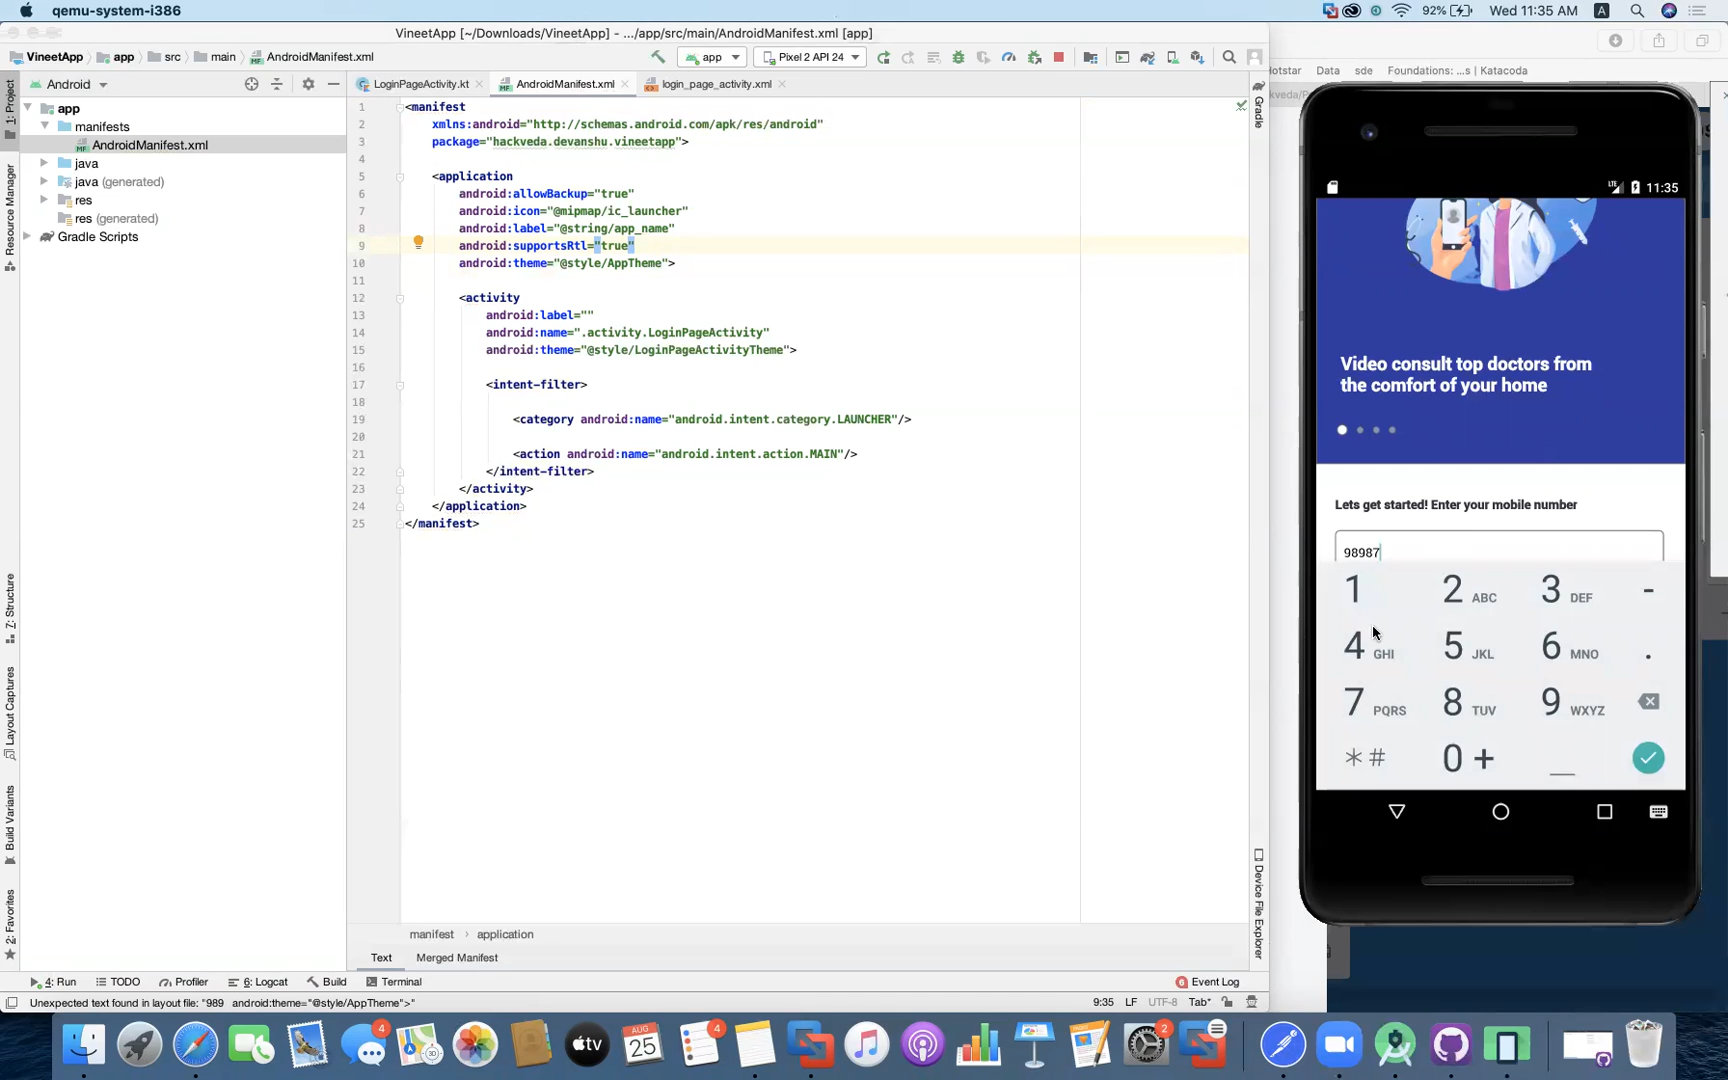 qemu-system-i386
92%
Wed 11:35 AM
A
VineetApp [~/Downloads/VineetApp] - .../app/src/main/AndroidManifest.xml [app]
VineetApp
app
src
main
AndroidManifest.xml
app
Pixel 2 API 24
Android
LoginPageActivity.kt
AndroidManifest.xml
login_page_activity.xml
app
manifests
AndroidManifest.xml
java
java (generated)
res
res (generated)
Gradle Scripts
1: Project
Resource Manager
7: Structure
Layout Captures
Build Variants
2: Favorites
1 <manifest
2 xmlns:android="http://schemas.android.com/apk/res/android"
3 package="hackveda.devanshu.vineetapp">
4
5 <application
6 android:allowBackup="true"
7 android:icon="@mipmap/ic_launcher"
8 android:label="@string/app_name"
9 android:supportsRtl="true"
10 android:theme="@style/AppTheme">
11
12 <activity
13 android:label=""
14 android:name=".activity.LoginPageActivity"
15 android:theme="@style/LoginPageActivityTheme">
16
17 <intent-filter>
18
19 <category android:name="android.intent.category.LAUNCHER"/>
20
21 <action android:name="android.intent.action.MAIN"/>
22 </intent-filter>
23 </activity>
24 </application>
25 </manifest>
Gradle
Device File Explorer
manifest › application
Text
Merged Manifest
4: Run
TODO
Profiler
6: Logcat
Build
Terminal
Event Log
Unexpected text found in layout file: "989 android:theme="@style/AppTheme">"
9:35
LF
UTF-8
Tab*
Data
sde
Foundations: ...s | Katacoda
LTE
11:35
Video consult top doctors from
the comfort of your home
Lets get started! Enter your mobile number
98987
1
2 ABC
3 DEF
-
4 GHI
5 JKL
6 MNO
.
7 PQRS
8 TUV
9 WXYZ
*#
0 +
_
4
tv
AUG
25
4
2